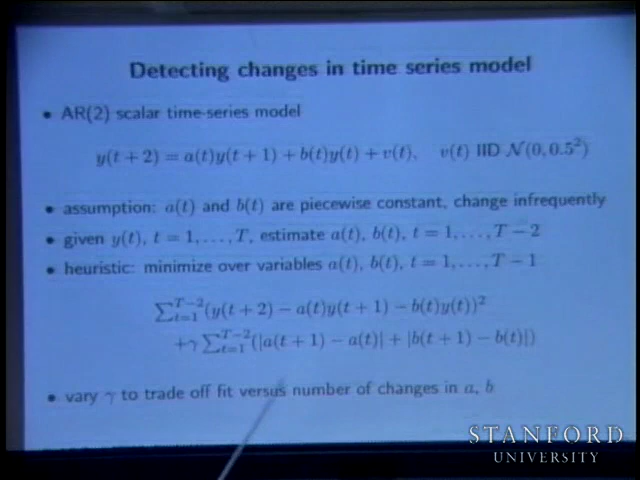 Detecting changes in time series model
• AR(2) scalar time-series model
y(t + 2) = a(t)y(t + 1) + b(t)y(t) + v(t), v(t) IID N(0, 0.5²)
• assumption: a(t) and b(t) are piecewise constant, change infrequently
• given y(t), t = 1, . . . , T, estimate a(t), b(t), t = 1, . . . , T − 2
• heuristic: minimize over variables a(t), b(t), t = 1, . . . , T − 1
∑_{t=1}^{T−2}(y(t + 2) − a(t)y(t + 1) − b(t)y(t))²
+γ ∑_{t=1}^{T−2}(|a(t + 1) − a(t)| + |b(t + 1) − b(t)|)
• vary γ to trade off fit versus number of changes in a, b
STANFORD
UNIVERSITY